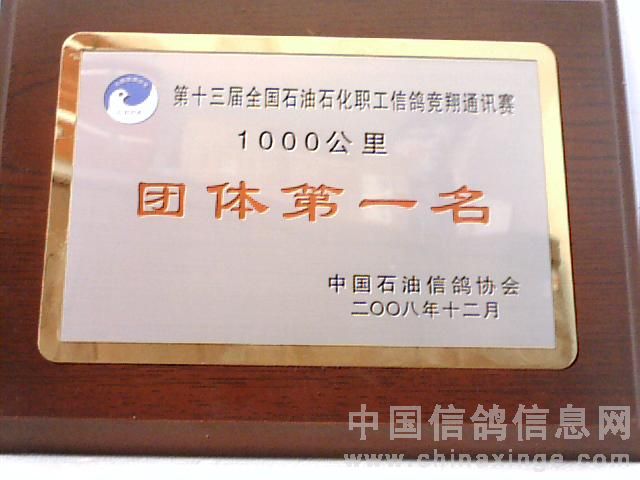 第十三届全国石油石化职工信鸽竞翔通讯赛
1000公里
团体第一名
中国石油信鸽协会
二〇〇八年十二月
中国信鸽信息网
www.chinaxinge.com